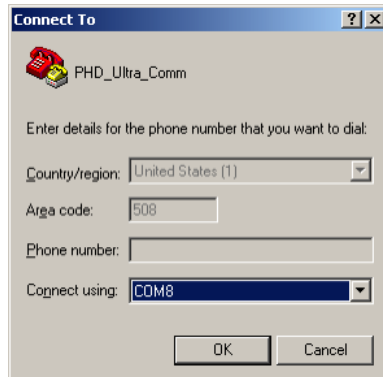 Connect To
PHD_Ultra_Comm
Enter details for the phone number that you want to dial:
Country/region: United States (1)
Area code: 508
Phone number:
Connect using: COM8
OK Cancel